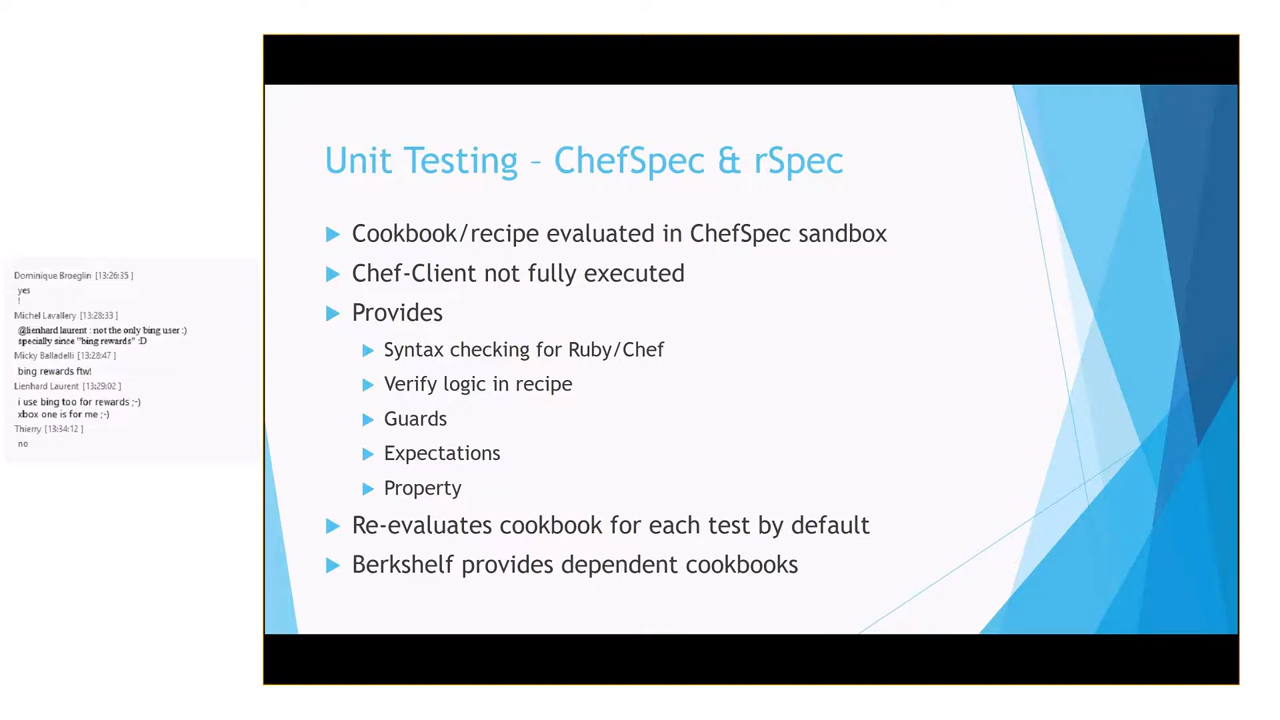 Dominique Broeglin [13:26:35 ]
yes
!
Michel Lavallery [13:28:33 ]
@lienhard laurent : not the only bing user :)
specially since "bing rewards" :D
Micky Balladelli [13:28:47 ]
bing rewards ftw!
Lienhard Laurent [13:29:02 ]
i use bing too for rewards ;-)
xbox one is for me ;-)
Thierry [13:34:12 ]
no
Unit Testing – ChefSpec & rSpec
Cookbook/recipe evaluated in ChefSpec sandbox
Chef-Client not fully executed
Provides
Syntax checking for Ruby/Chef
Verify logic in recipe
Guards
Expectations
Property
Re-evaluates cookbook for each test by default
Berkshelf provides dependent cookbooks